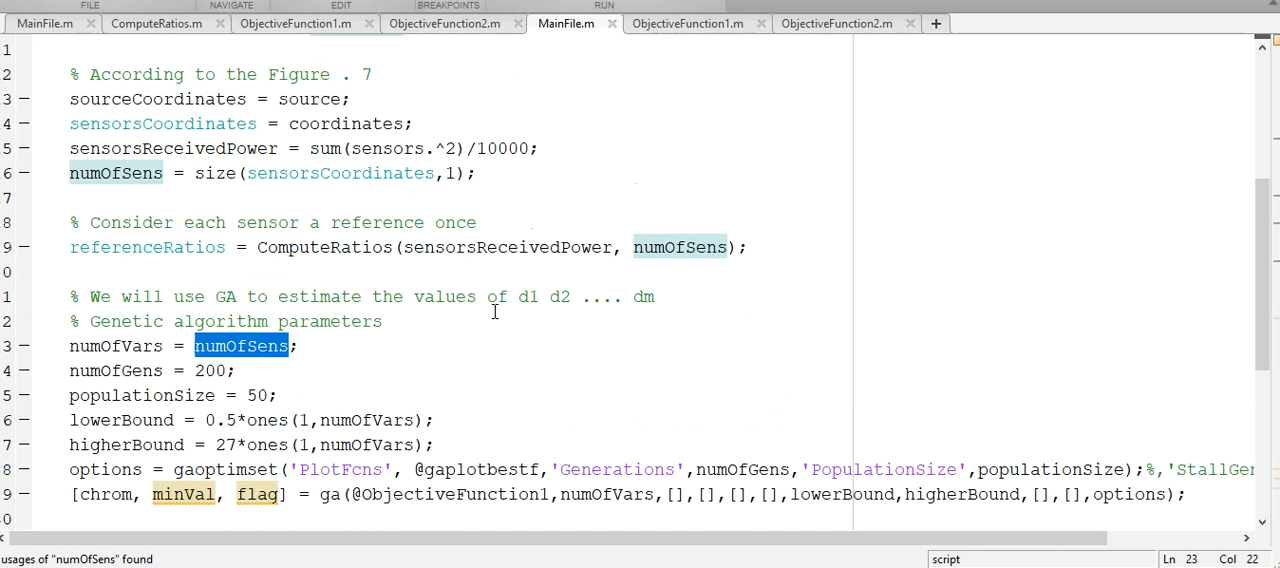 FILE NAVIGATE EDIT BREAKPOINTS RUN
MainFile.m × ComputeRatios.m × ObjectiveFunction1.m × ObjectiveFunction2.m × MainFile.m × ObjectiveFunction1.m × ObjectiveFunction2.m × +
1
2 % According to the Figure . 7
3 − sourceCoordinates = source;
4 − sensorsCoordinates = coordinates;
5 − sensorsReceivedPower = sum(sensors.^2)/10000;
6 − numOfSens = size(sensorsCoordinates,1);
7
8 % Consider each sensor a reference once
9 − referenceRatios = ComputeRatios(sensorsReceivedPower, numOfSens);
0
1 % We will use GA to estimate the values of d1 d2 .... dm
2 % Genetic algorithm parameters
3 − numOfVars = numOfSens;
4 − numOfGens = 200;
5 − populationSize = 50;
6 − lowerBound = 0.5*ones(1,numOfVars);
7 − higherBound = 27*ones(1,numOfVars);
8 − options = gaoptimset('PlotFcns', @gaplotbestf,'Generations',numOfGens,'PopulationSize',populationSize);%,'StallGen
9 − [chrom, minVal, flag] = ga(@ObjectiveFunction1,numOfVars,[],[],[],[],lowerBound,higherBound,[],[],options);
0
usages of "numOfSens" found script Ln 23 Col 22